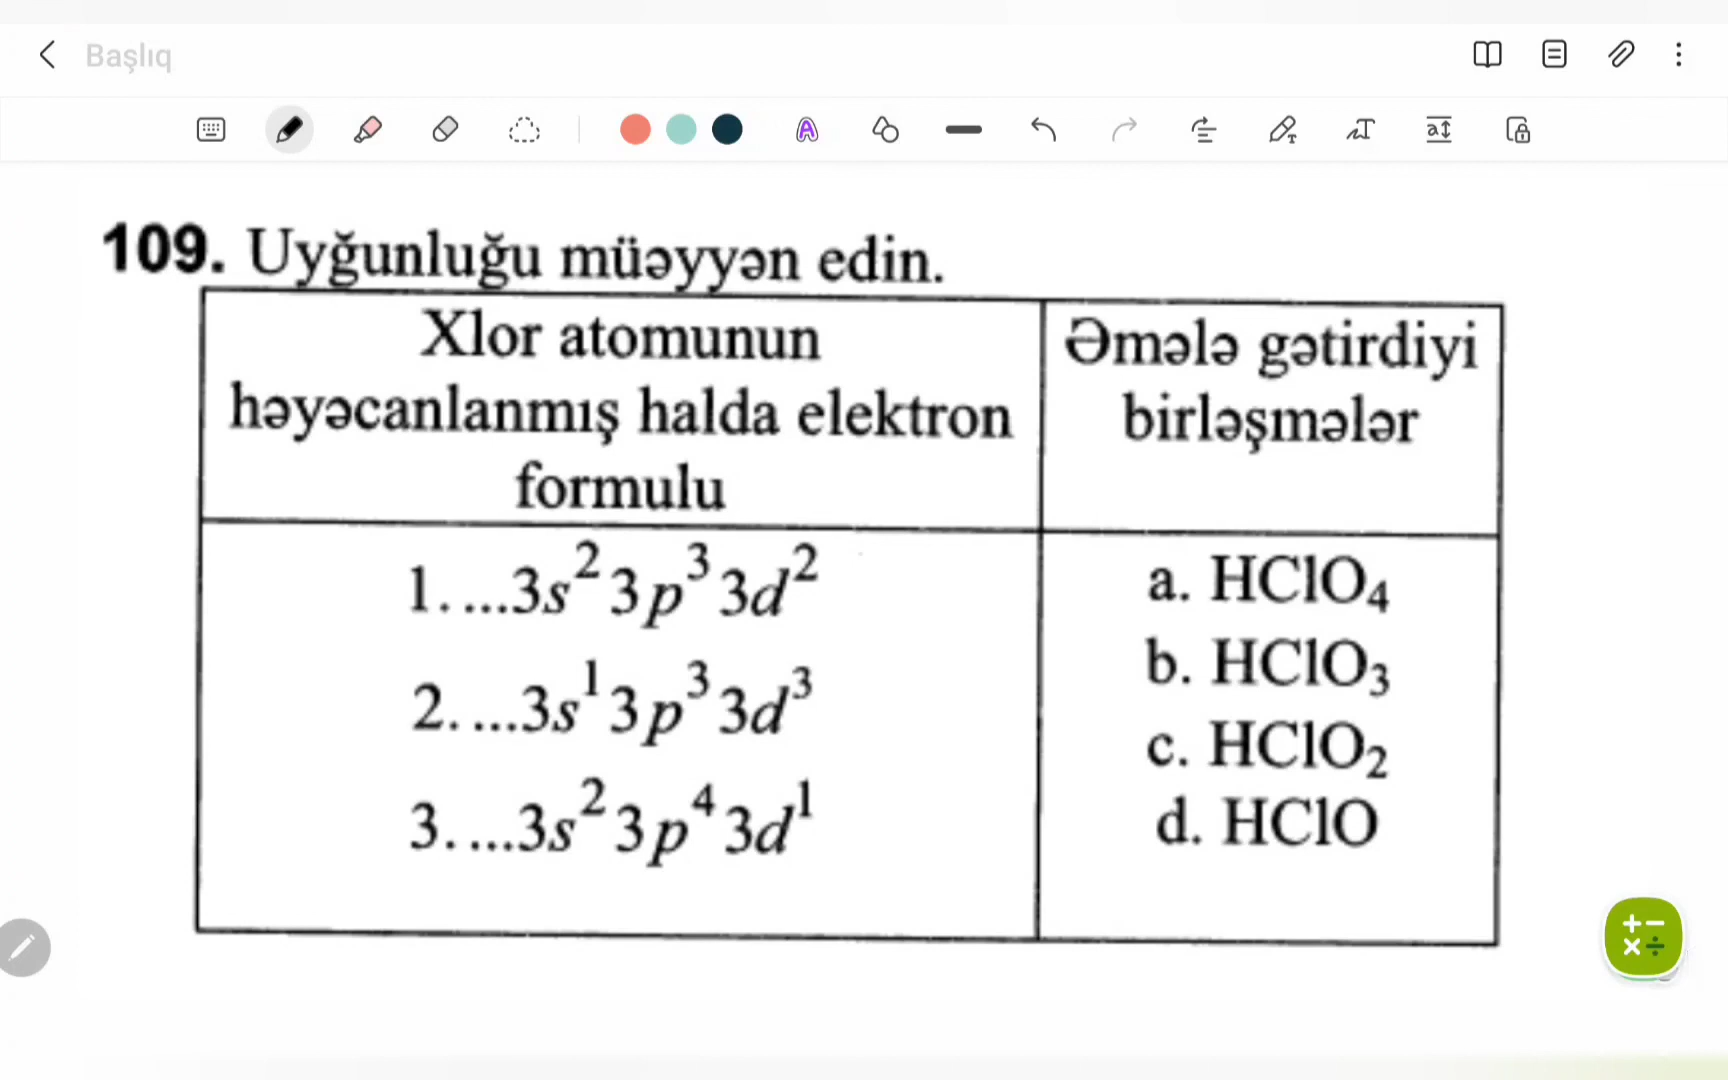 Başlıq
109. Uyğunluğu müəyyən edin.
Xlor atomunun
həyəcanlanmış halda elektron
formulu
Əmələ gətirdiyi
birləşmələr
1....3s²3p³3d²
2....3s¹3p³3d³
3....3s²3p⁴3d¹
a. HClO₄
b. HClO₃
c. HClO₂
d. HClO